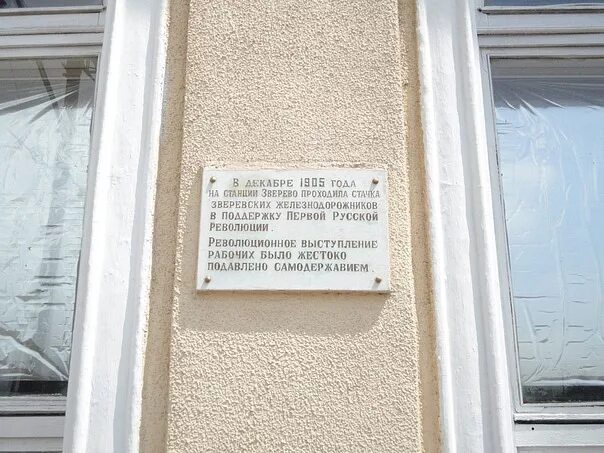 В ДЕКАБРЕ 1905 ГОДА
НА СТАНЦИИ ЗВЕРЕВО ПРОХОДИЛА СТАЧКА
ЗВЕРЕВСКИХ ЖЕЛЕЗНОДОРОЖНИКОВ
В ПОДДЕРЖКУ ПЕРВОЙ РУССКОЙ
РЕВОЛЮЦИИ.
РЕВОЛЮЦИОННОЕ ВЫСТУПЛЕНИЕ
РАБОЧИХ БЫЛО ЖЕСТОКО
ПОДАВЛЕНО САМОДЕРЖАВИЕМ.